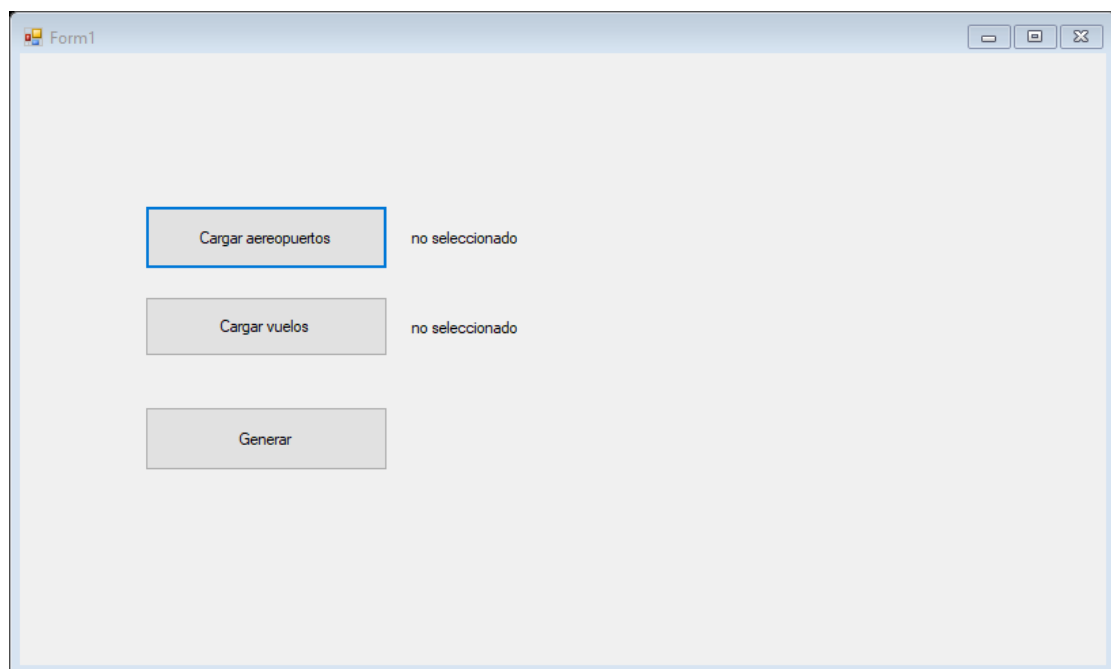 Form1
Cargar aereopuertos no seleccionado
Cargar vuelos no seleccionado
Generar